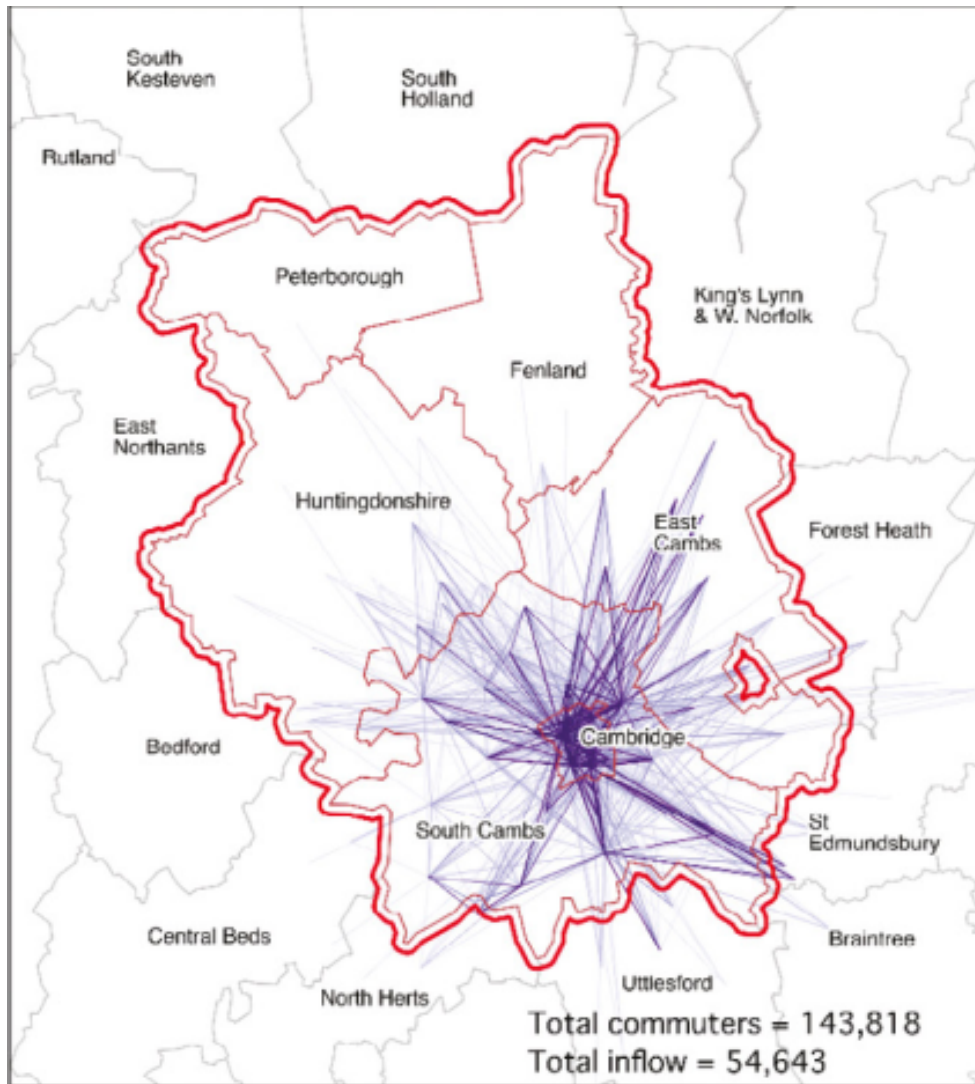 South
Kesteven
South
Holland
Rutland
Peterborough
King's Lynn
& W. Norfolk
Fenland
East
Northants
Huntingdonshire
East
Cambs
Forest Heath
Cambridge
Bedford
South Cambs
St
Edmundsbury
Central Beds
Braintree
North Herts
Uttlesford
Total commuters = 143,818
Total inflow = 54,643